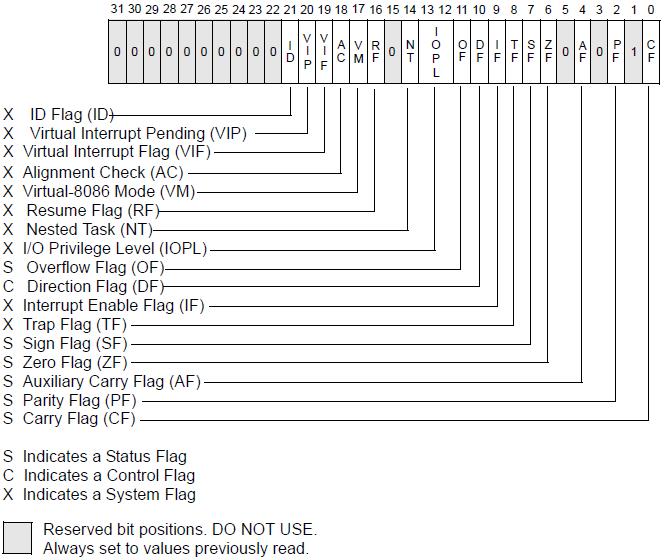 31 30 29 28 27 26 25 24 23 22 21 20 19 18 17 16 15 14 13 12 11 10 9 8 7 6 5 4 3 2 1 0
0 0 0 0 0 0 0 0 0 0 ID VIP VIF AC VM RF 0 NT IOPL OF DF IF TF SF ZF 0 AF 0 PF 1 CF
X ID Flag (ID)
X Virtual Interrupt Pending (VIP)
X Virtual Interrupt Flag (VIF)
X Alignment Check (AC)
X Virtual-8086 Mode (VM)
X Resume Flag (RF)
X Nested Task (NT)
X I/O Privilege Level (IOPL)
S Overflow Flag (OF)
C Direction Flag (DF)
X Interrupt Enable Flag (IF)
X Trap Flag (TF)
S Sign Flag (SF)
S Zero Flag (ZF)
S Auxiliary Carry Flag (AF)
S Parity Flag (PF)
S Carry Flag (CF)
S Indicates a Status Flag
C Indicates a Control Flag
X Indicates a System Flag
Reserved bit positions. DO NOT USE.
Always set to values previously read.